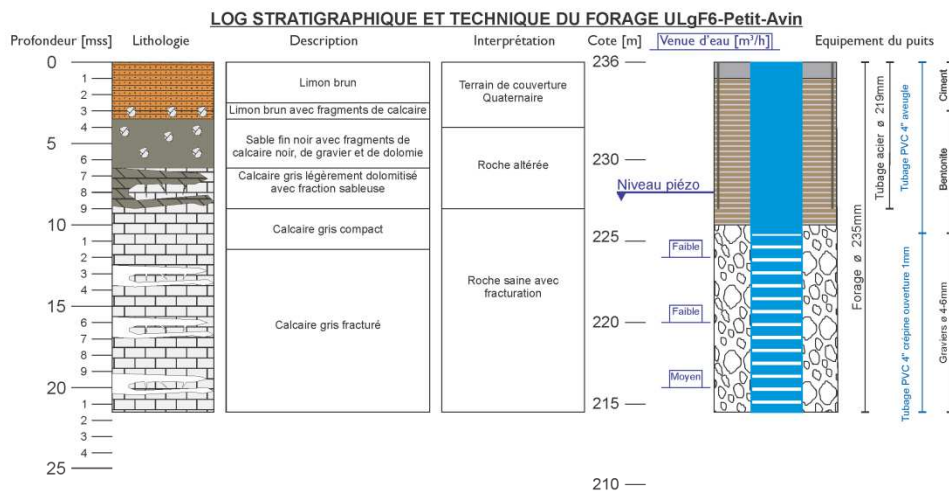 LOG STRATIGRAPHIQUE ET TECHNIQUE DU FORAGE ULgF6-Petit-Avin
Profondeur [mss]
Lithologie
Description
Interprétation
Cote [m]
Venue d'eau [m³/h]
Equipement du puits
0
1
2
3
4
5
6
7
8
9
10
1
2
3
4
15
6
7
8
9
20
1
2
3
4
25
Limon brun
Limon brun avec fragments de calcaire
Sable fin noir avec fragments de
calcaire noir, de gravier et de dolomie
Calcaire gris légèrement dolomitisé
avec fraction sableuse
Calcaire gris compact
Calcaire gris fracturé
Terrain de couverture
Quaternaire
Roche altérée
Roche saine avec
fracturation
236
230
225
220
215
210
Niveau piézo
Faible
Faible
Moyen
Forage ø 235mm
Tubage acier ø 219mm
Tubage PVC 4" aveugle
Tubage PVC 4" crépine ouverture 1mm
Ciment
Bentonite
Graviers ø 4-6mm